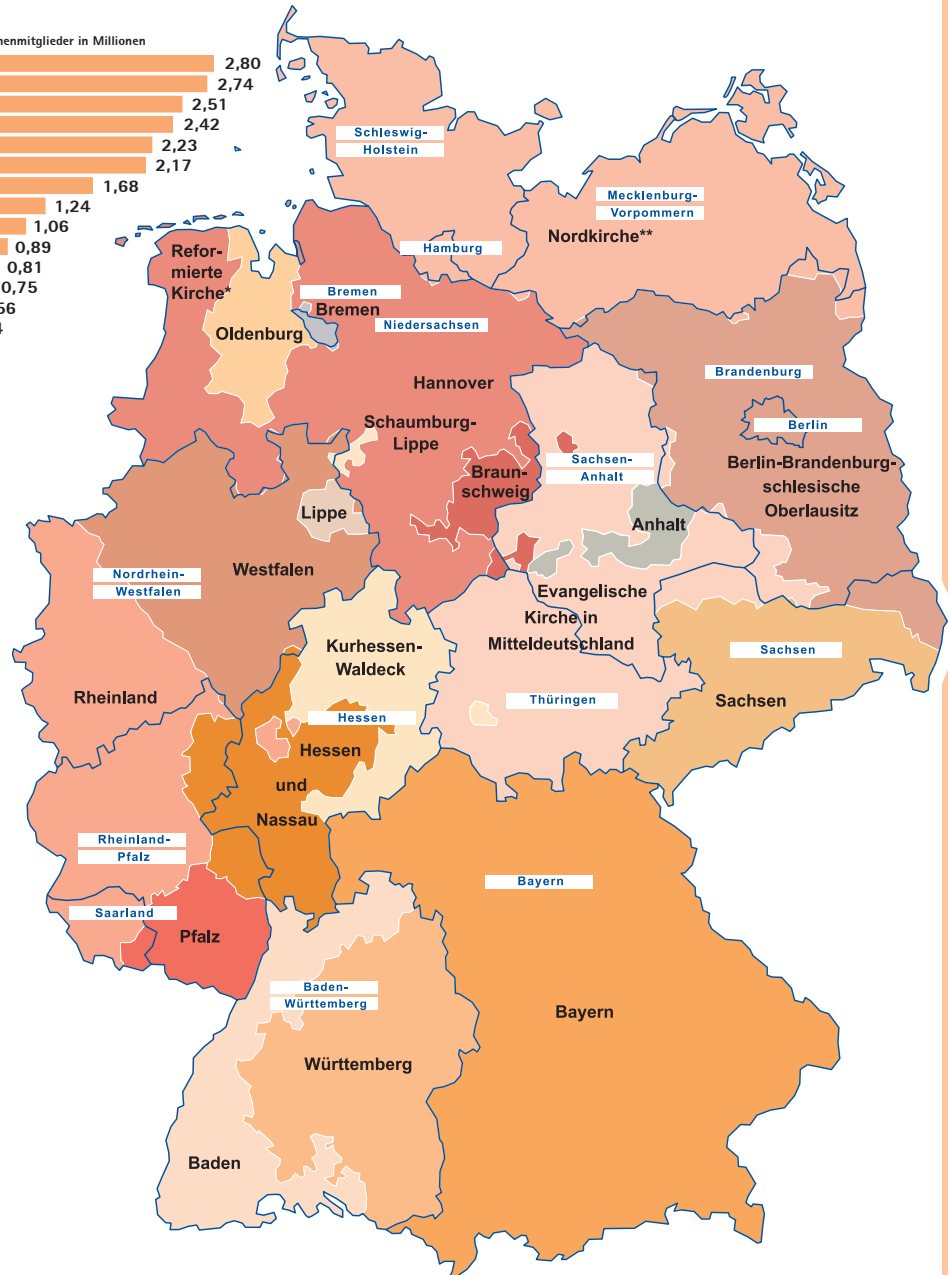 2,80
2,74
2,51
2,42
2,23
2,17
1,68
1,24
1,06
0,89
0,81
in Millionen
Schleswig-
Holstein
Mecklenburg-
Vorpommern
Nordkirche**
Hamburg
Refor-
mierte
Kirche*
Bremen
Bremen
Oldenburg
Niedersachsen
Hannover
Brandenburg
Berlin
Schaumburg-
Lippe
Braun-
schweig
Sachsen-
Anhalt
Berlin-Brandenburg-
schlesische
Oberlausitz
Lippe
Anhalt
Westfalen
Nordrhein-
Westfalen
Evangelische
Kirche in
Mitteldeutschland
Kurhessen-
Waldeck
Sachsen
Sachsen
Rheinland
Thüringen
Hessen
Hessen
und
Nassau
Rheinland-
Pfalz
Bayern
Saarland
Pfalz
Baden-
Württemberg
Bayern
Württemberg
Baden